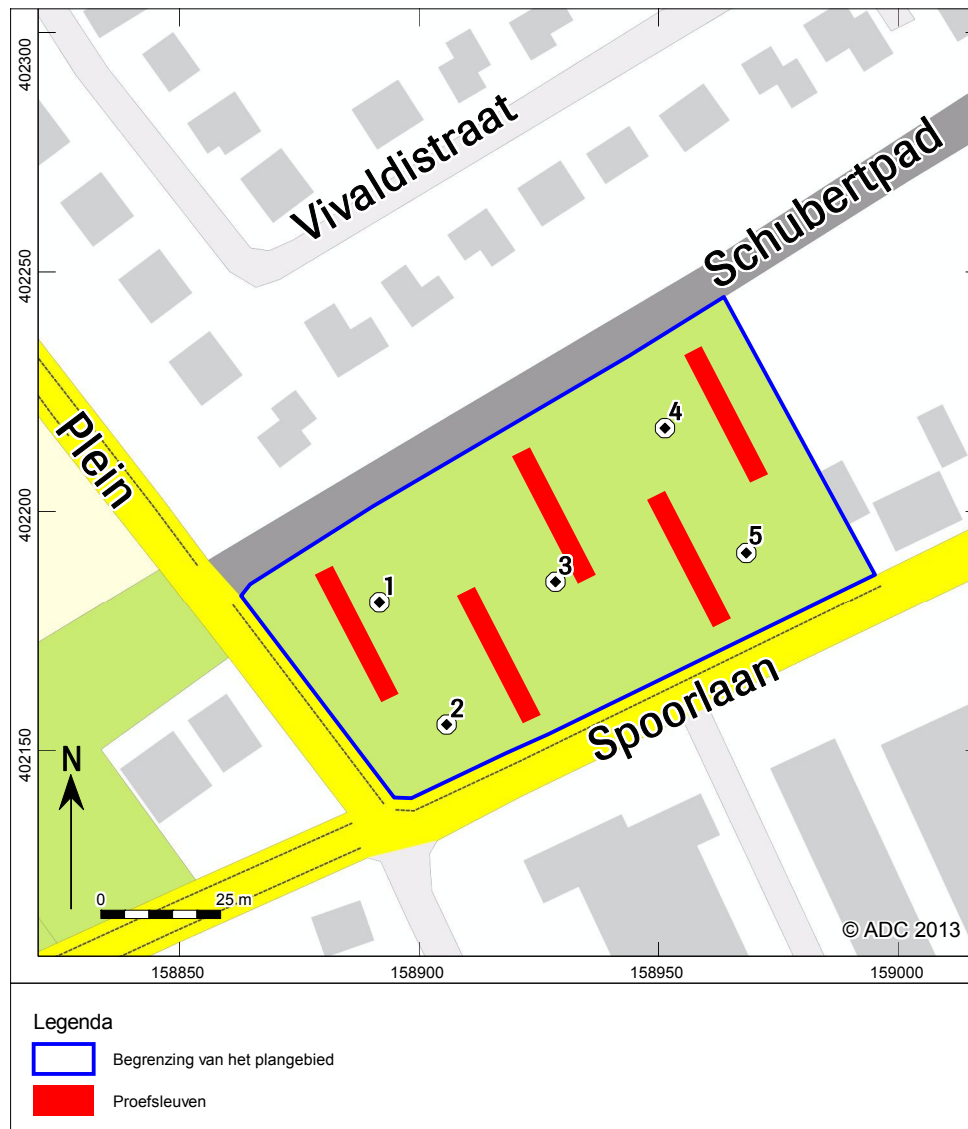 402300
402250
402200
402150
Vivaldistraat
Schubertpad
Plein
4
5
3
1
2
Spoorlaan
N
0 25 m
© ADC 2013
158850 158900 158950 159000
Legenda
Begrenzing van het plangebied
Proefsleuven